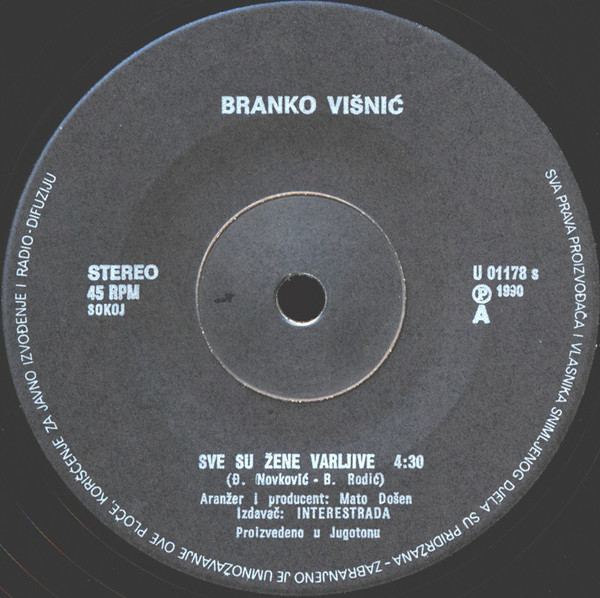 BRANKO VIŠNIĆ
STEREO
45 RPM
SOKOJ
U 01178 s
Ⓟ 1990
A
SVE SU ŽENE VARLJIVE 4:30
(Đ. Novković - B. Rodić)
Aranžer i producent: Mato Došen
Izdavač: INTERESTRADA
Proizvedeno u Jugotonu
SVA PRAVA PROIZVOĐAČA I VLASNIKA SNIMLJENOG DJELA SU PRIDRŽANA - ZABRANJENO JE UMNOŽAVANJE OVE PLOČE, KORIŠĆENJE ZA JAVNO IZVOĐENJE I RADIO-DIFUZIJU